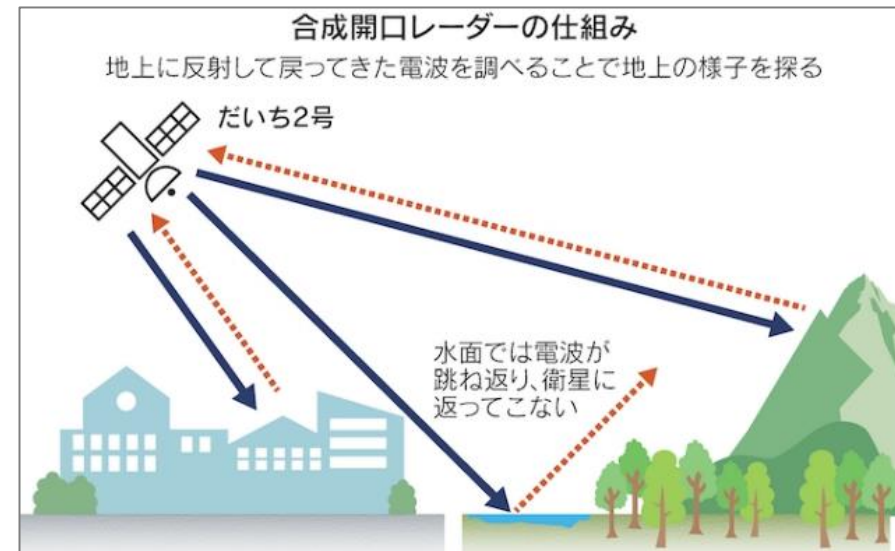 合成開口レーダーの仕組み
地上に反射して戻ってきた電波を調べることで地上の様子を探る
だいち2号
水面では電波が
跳ね返り、衛星に
返ってこない